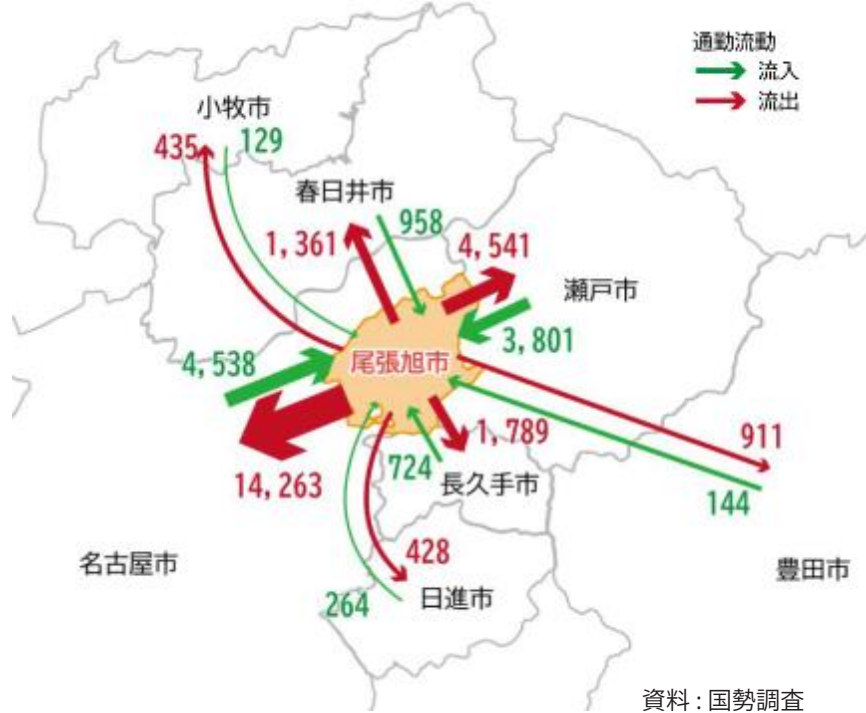 通勤流動
流入
流出
小牧市
435
129
春日井市
1,361
958
4,541
瀬戸市
3,801
4,538
尾張旭市
14,263
1,789
724
長久手市
911
144
名古屋市
428
日進市
264
豊田市
資料:国勢調査